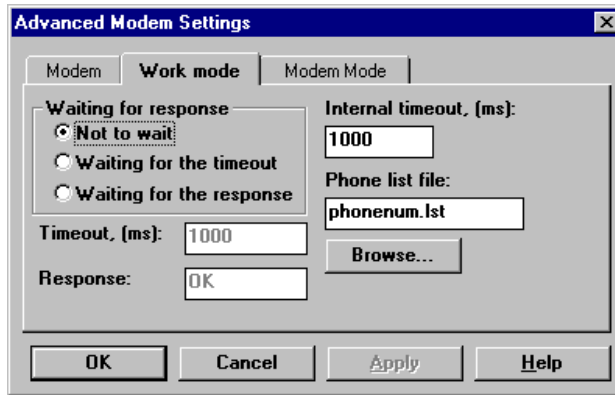 Advanced Modem Settings
Modem
Work mode
Modem Mode
Waiting for response
Not to wait
Waiting for the timeout
Waiting for the response
Timeout, (ms):
1000
Response:
OK
Internal timeout, (ms):
1000
Phone list file:
phonenum.lst
Browse...
OK
Cancel
Apply
Help